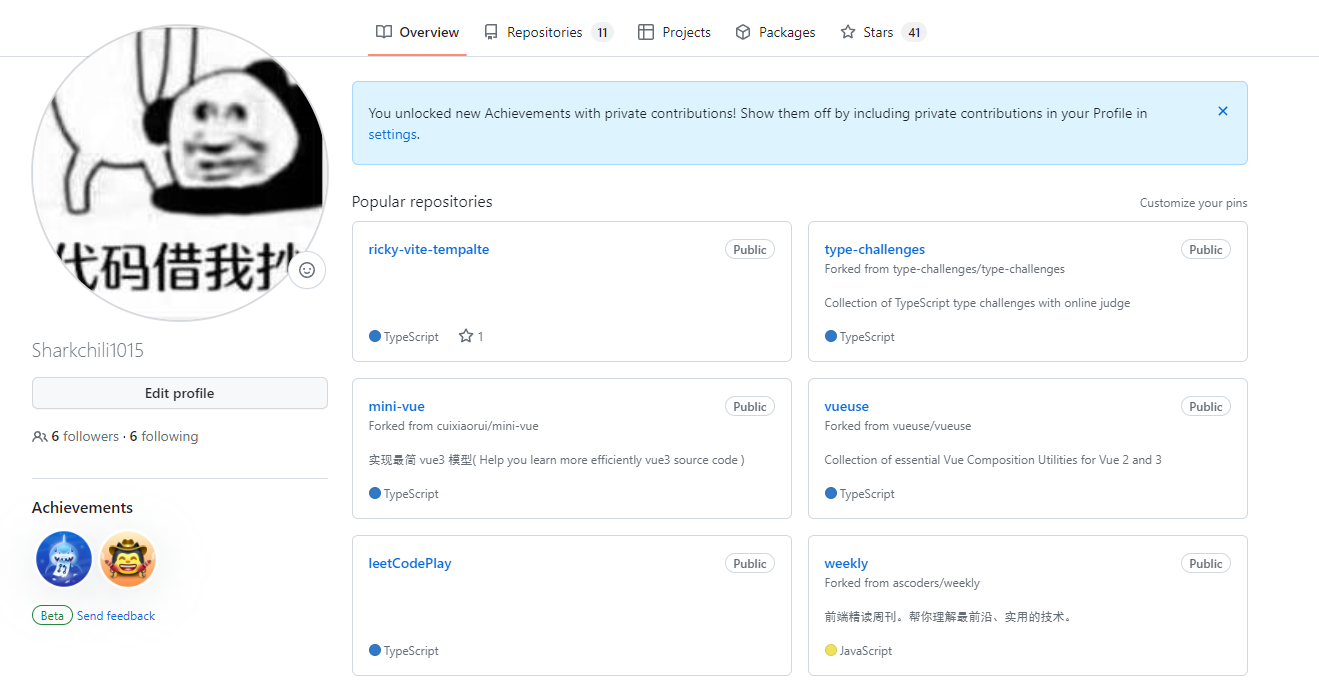 Overview Repositories 11 Projects Packages Stars 41
代码借我抄
Sharkchili1015
Edit profile
6 followers · 6 following
Achievements
Beta Send feedback
You unlocked new Achievements with private contributions! Show them off by including private contributions in your Profile in
settings.
Popular repositories
Customize your pins
ricky-vite-tempalte
Public
TypeScript 1
type-challenges
Public
Forked from type-challenges/type-challenges
Collection of TypeScript type challenges with online judge
TypeScript
mini-vue
Public
Forked from cuixiaorui/mini-vue
实现最简 vue3 模型( Help you learn more efficiently vue3 source code )
TypeScript
vueuse
Public
Forked from vueuse/vueuse
Collection of essential Vue Composition Utilities for Vue 2 and 3
TypeScript
leetCodePlay
Public
TypeScript
weekly
Public
Forked from ascoders/weekly
前端精读周刊。帮你理解最前沿、实用的技术。
JavaScript